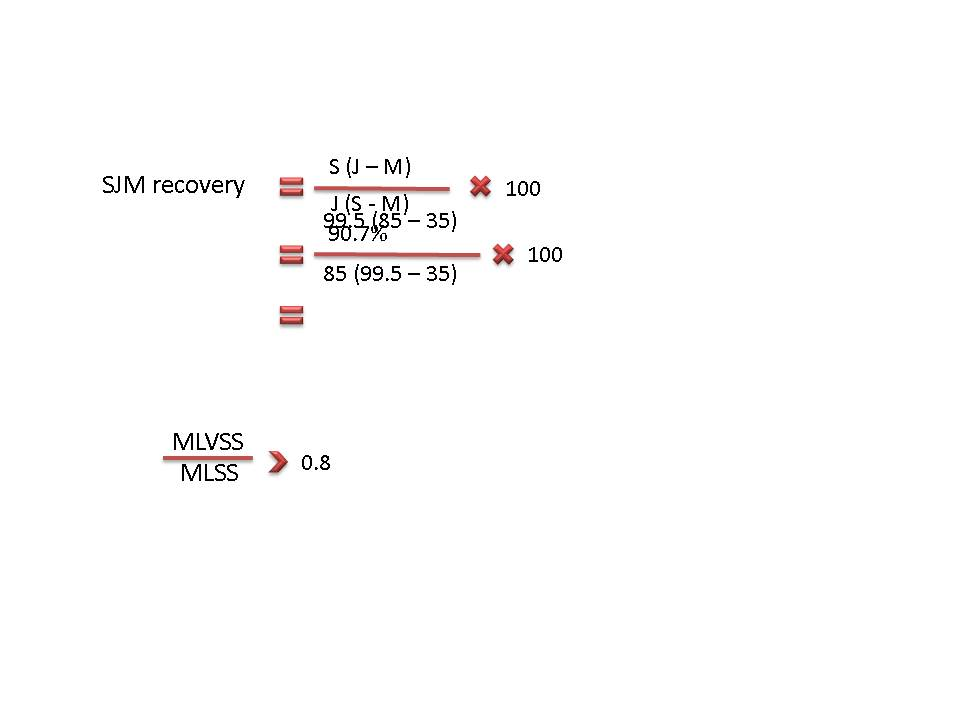 S (J – M)
SJM recovery = × 100
J (S - M)
99.5 (85 – 35)
90.7%
= × 100
85 (99.5 – 35)
=
MLVSS
> 0.8
MLSS